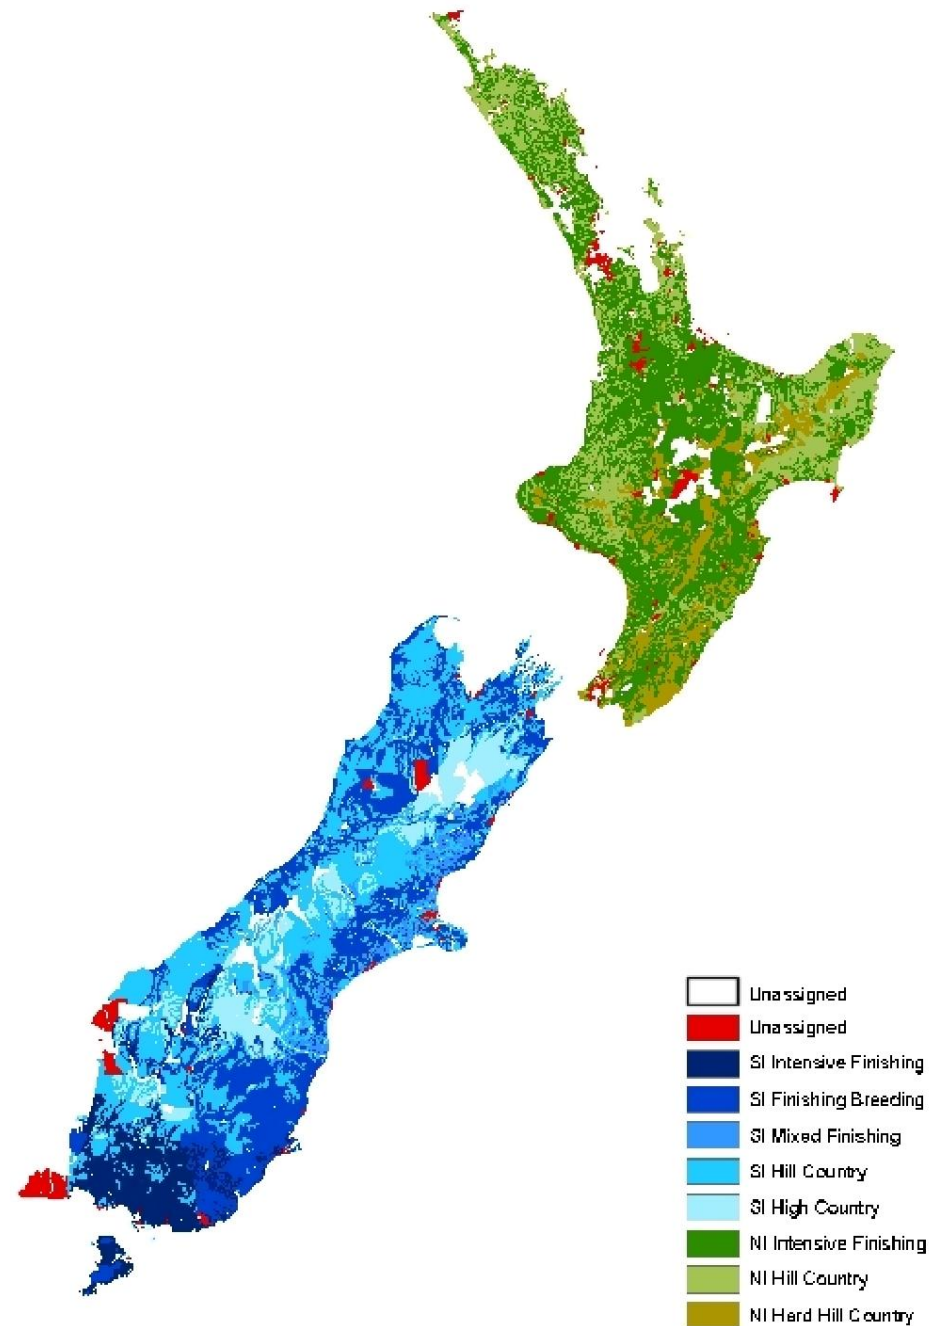 Unassigned
Unassigned
SI Intensive Finishing
SI Finishing Breeding
SI Mixed Finishing
SI Hill Country
SI High Country
NI Intensive Finishing
NI Hill Country
NI Hard Hill Country